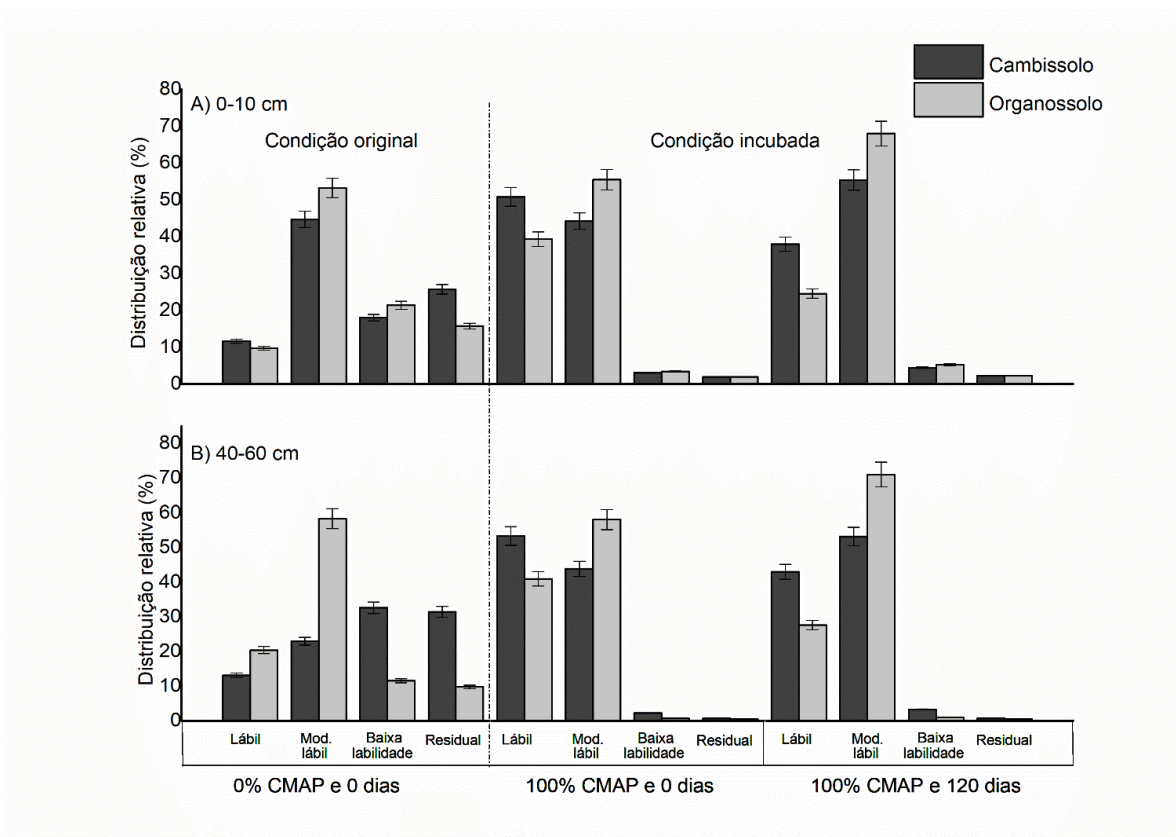 Cambissolo
Organossolo
A) 0-10 cm
Condição original
Condição incubada
Distribuição relativa (%)
80
70
60
50
40
30
20
10
0
B) 40-60 cm
Distribuição relativa (%)
80
70
60
50
40
30
20
10
0
Lábil
Mod.
lábil
Baixa
labilidade
Residual
Lábil
Mod.
lábil
Baixa
labilidade
Residual
Lábil
Mod.
lábil
Baixa
labilidade
Residual
0% CMAP e 0 dias
100% CMAP e 0 dias
100% CMAP e 120 dias